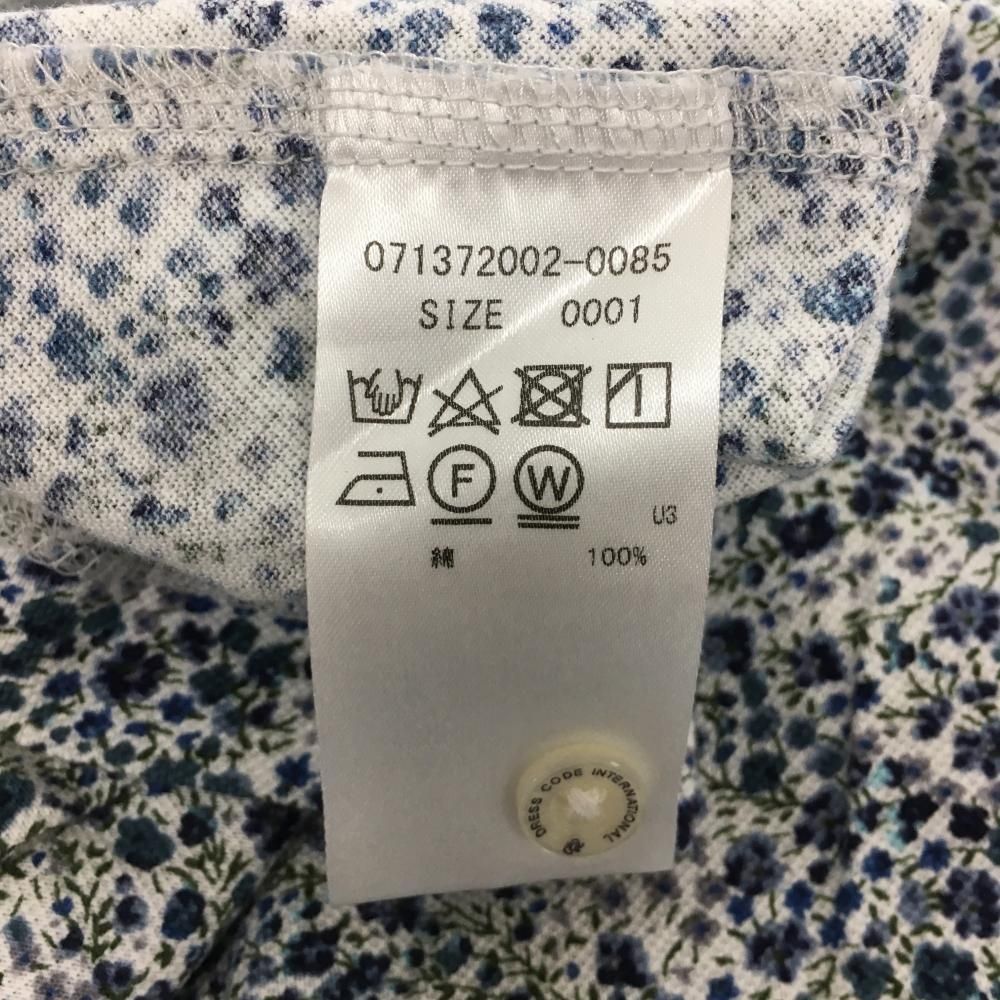 071372002-0085
SIZE 0001
F W
U3
綿 100%
DRESS CODE INTERNATIONAL